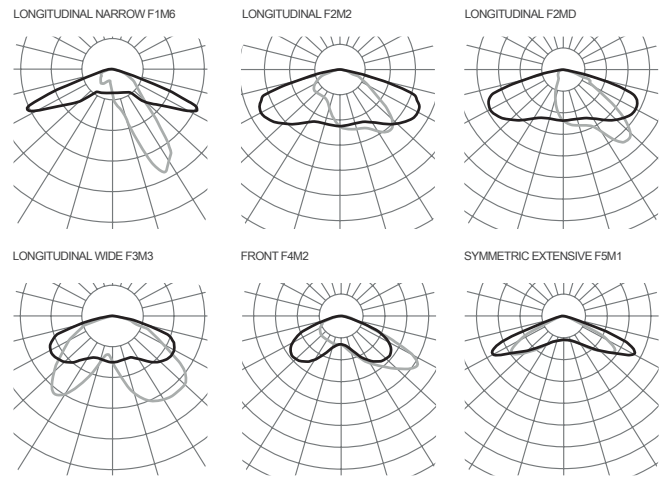 LONGITUDINAL NARROW F1M6
LONGITUDINAL F2M2
LONGITUDINAL F2MD
LONGITUDINAL WIDE F3M3
FRONT F4M2
SYMMETRIC EXTENSIVE F5M1